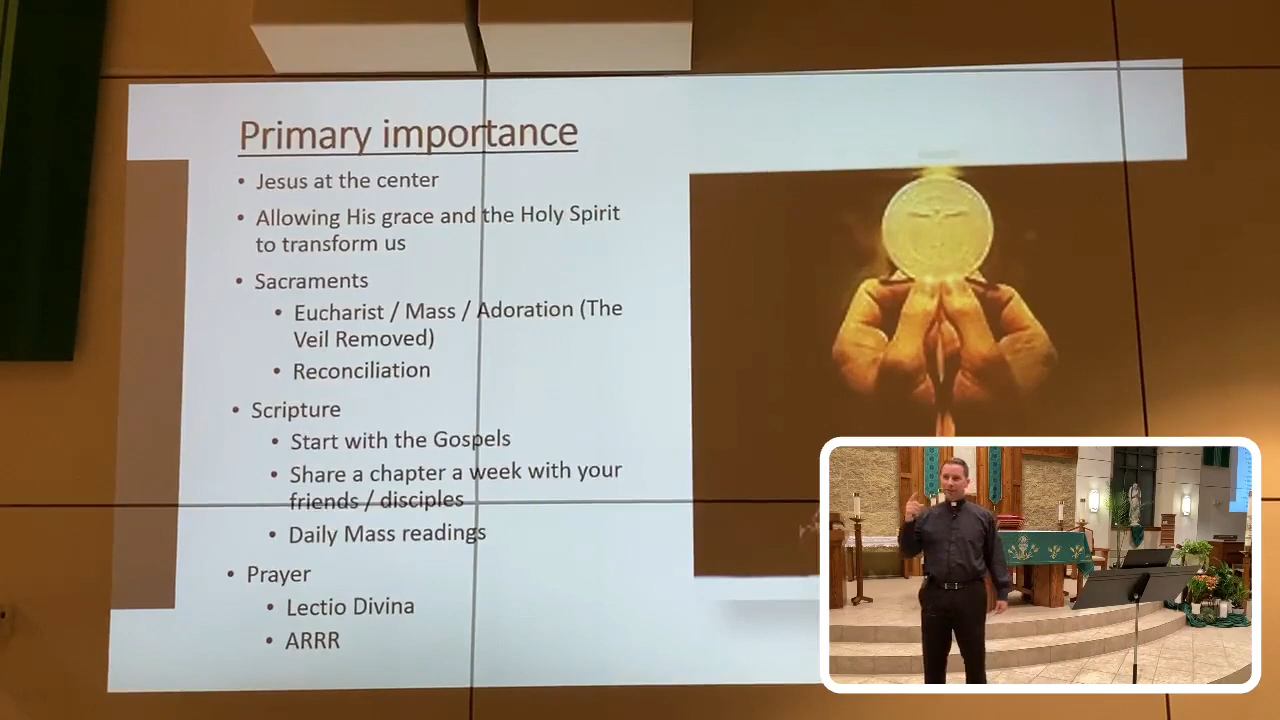 Primary importance
• Jesus at the center
• Allowing His grace and the Holy Spirit
to transform us
• Sacraments
• Eucharist / Mass / Adoration (The
Veil Removed)
• Reconciliation
• Scripture
• Start with the Gospels
• Share a chapter a week with your
friends / disciples
• Daily Mass readings
• Prayer
• Lectio Divina
• ARRR